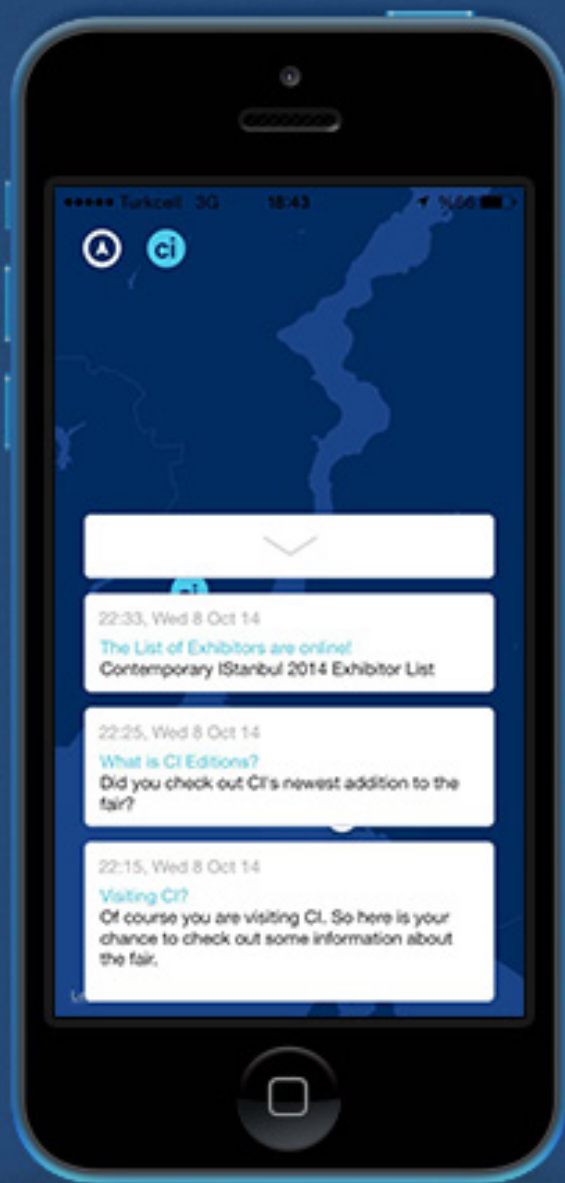 Turkcell 3G 18:43 %66
ci
22:33, Wed 8 Oct 14
The List of Exhibitors are online!
Contemporary IStanbul 2014 Exhibitor List
22:25, Wed 8 Oct 14
What is CI Editions?
Did you check out CI's newest addition to the
fair?
22:15, Wed 8 Oct 14
Visiting CI?
Of course you are visiting CI. So here is your
chance to check out some information about
the fair.